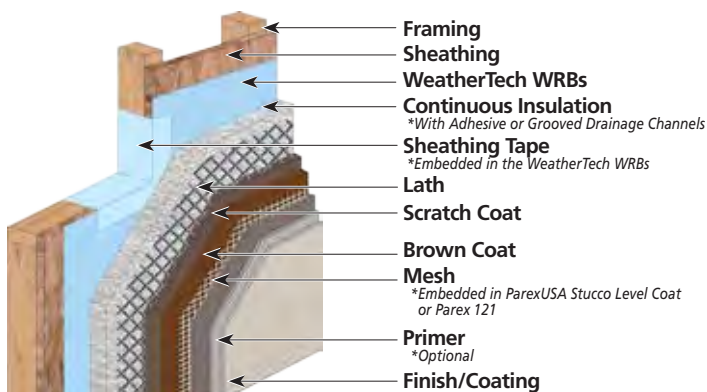 Framing
Sheathing
WeatherTech WRBs
Continuous Insulation
*With Adhesive or Grooved Drainage Channels
Sheathing Tape
*Embedded in the WeatherTech WRBs
Lath
Scratch Coat
Brown Coat
Mesh
*Embedded in ParexUSA Stucco Level Coat
or Parex 121
Primer
*Optional
Finish/Coating